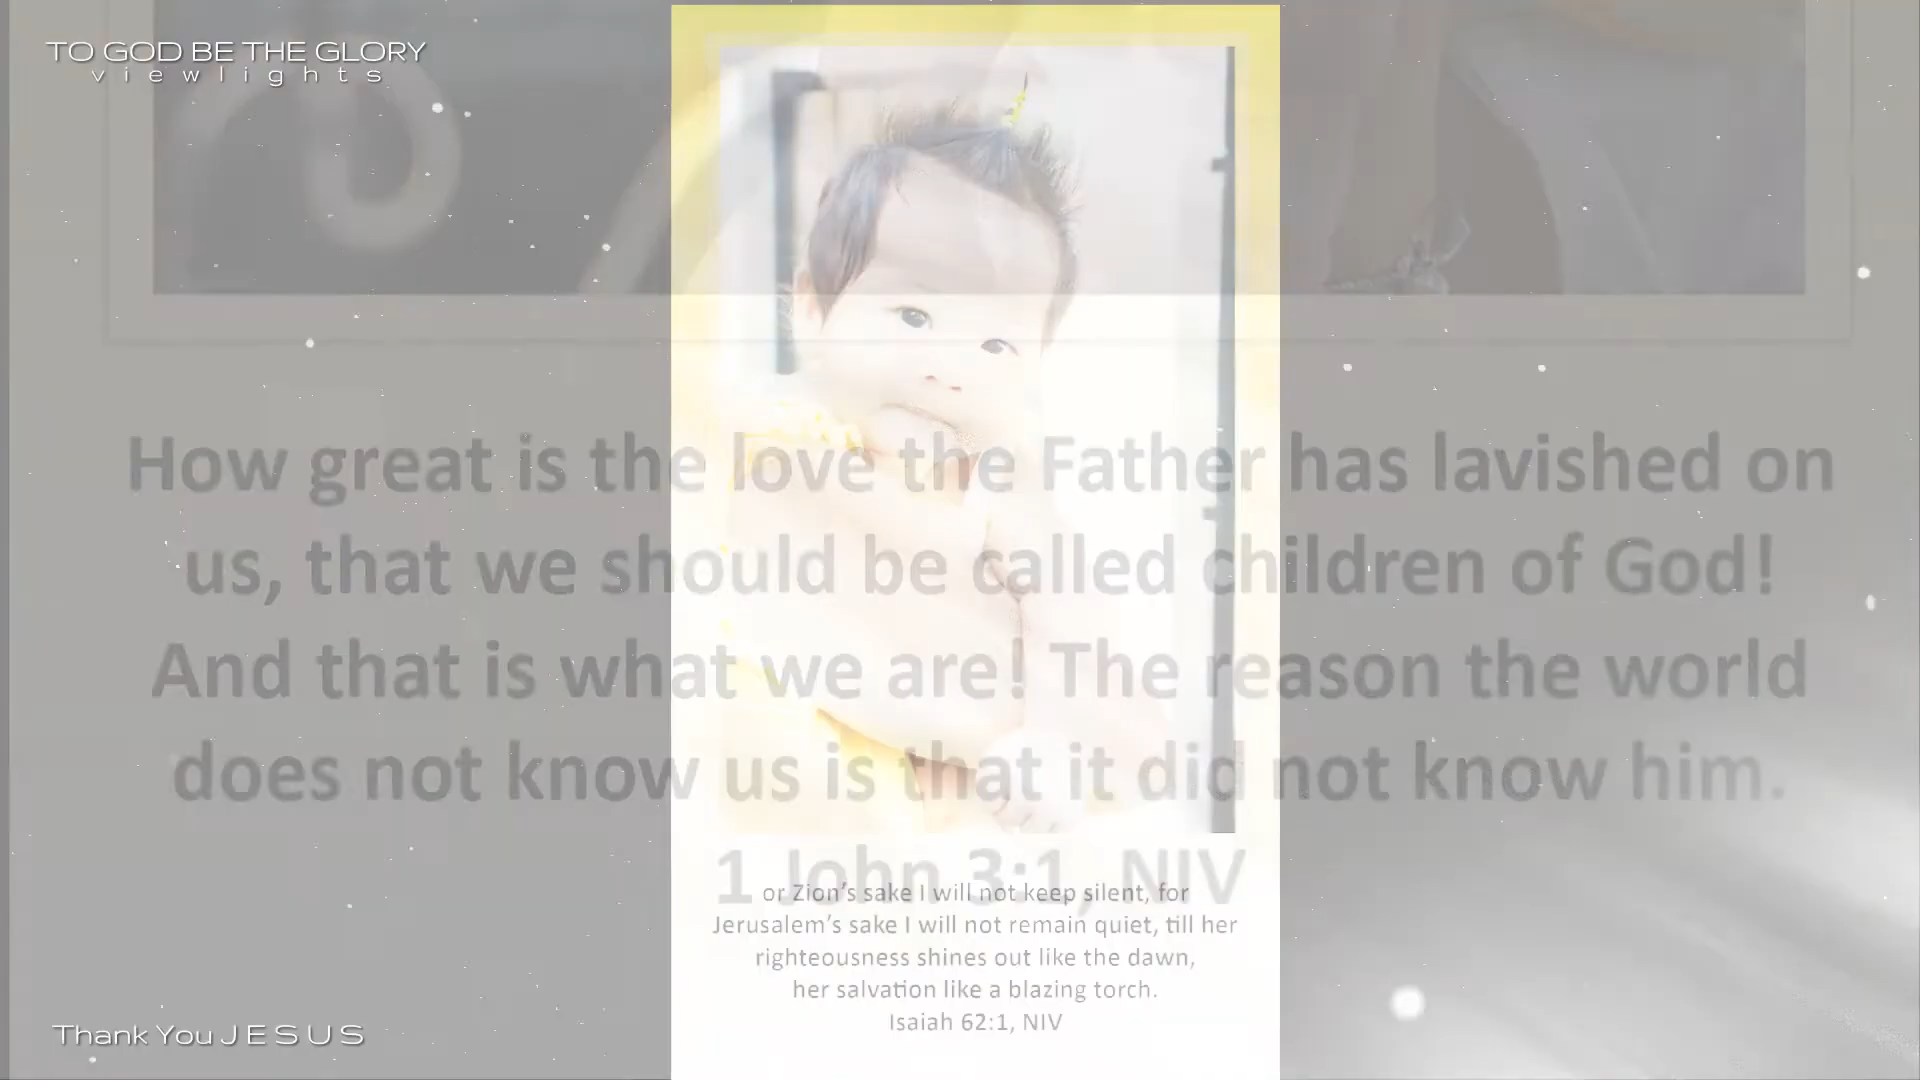 TO GOD BE THE GLORY
viewlights
How great is the love the Father has lavished on
us, that we should be called children of God!
And that is what we are! The reason the world
does not know us is that it did not know him.
1 John 3:1, NIV
or Zion’s sake I will not keep silent, for
Jerusalem’s sake I will not remain quiet, till her
righteousness shines out like the dawn,
her salvation like a blazing torch.
Isaiah 62:1, NIV
Thank You J E S U S